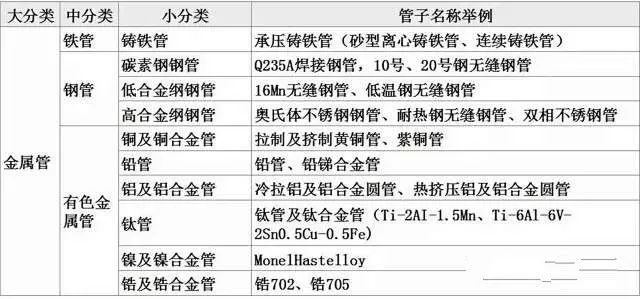 大分类 中分类 小分类 管子名称举例
金属管 铁管 铸铁管 承压铸铁管（砂型离心铸铁管、连续铸铁管）
钢管 碳素钢钢管 Q235A焊接钢管，10号、20号钢无缝钢管
低合金纲钢管 16Mn无缝钢管、低温钢无缝钢管
高合金纲钢管 奥氏体不锈钢钢管、耐热钢无缝钢管、双相不锈钢管
有色金属管 铜及铜合金管 拉制及挤制黄铜管、紫铜管
铅管 铅管、铅锑合金管
铝及铝合金管 冷拉铝及铝合金圆管、热挤压铝及铝合金圆管
钛管 钛管及钛合金管（Ti-2AI-1.5Mn、Ti-6Al-6V-
2Sn0.5Cu-0.5Fe)
镍及镍合金管 MonelHastelloy
锆及锆合金管 锆702、锆705